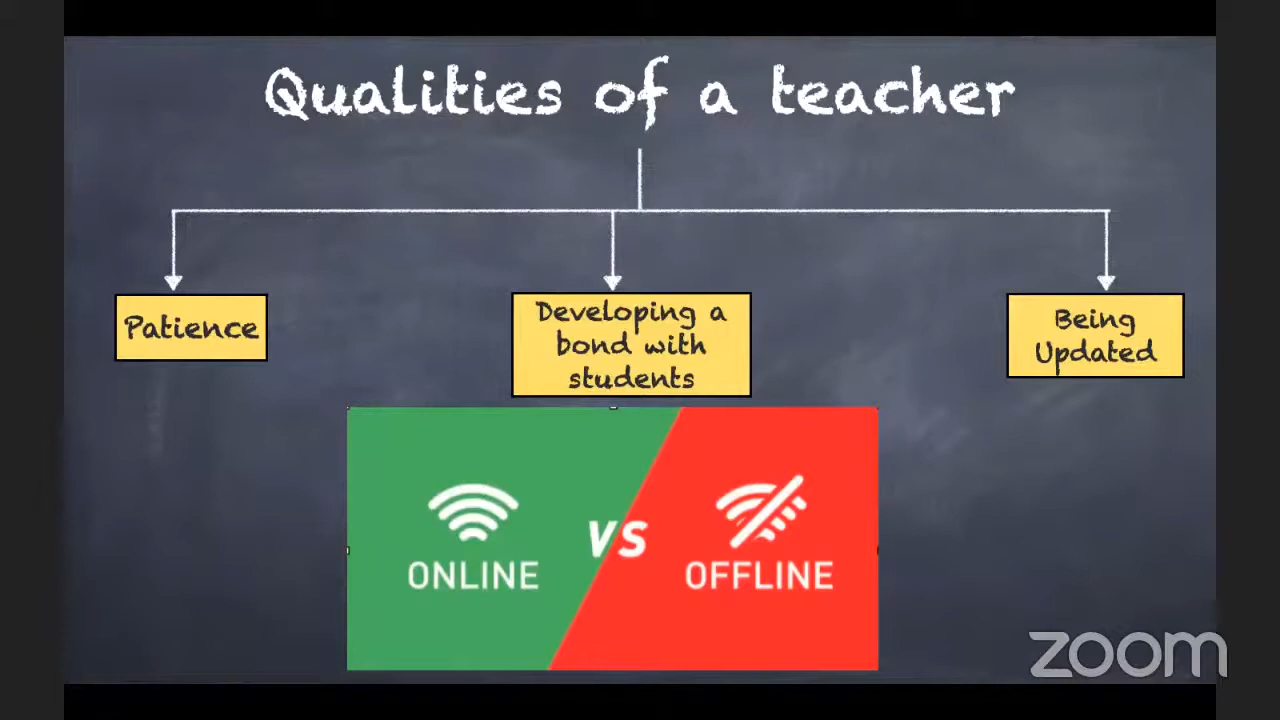 Qualities of a teacher
Patience
Developing a
bond with
students
Being
Updated
ONLINE
VS
OFFLINE
zoom